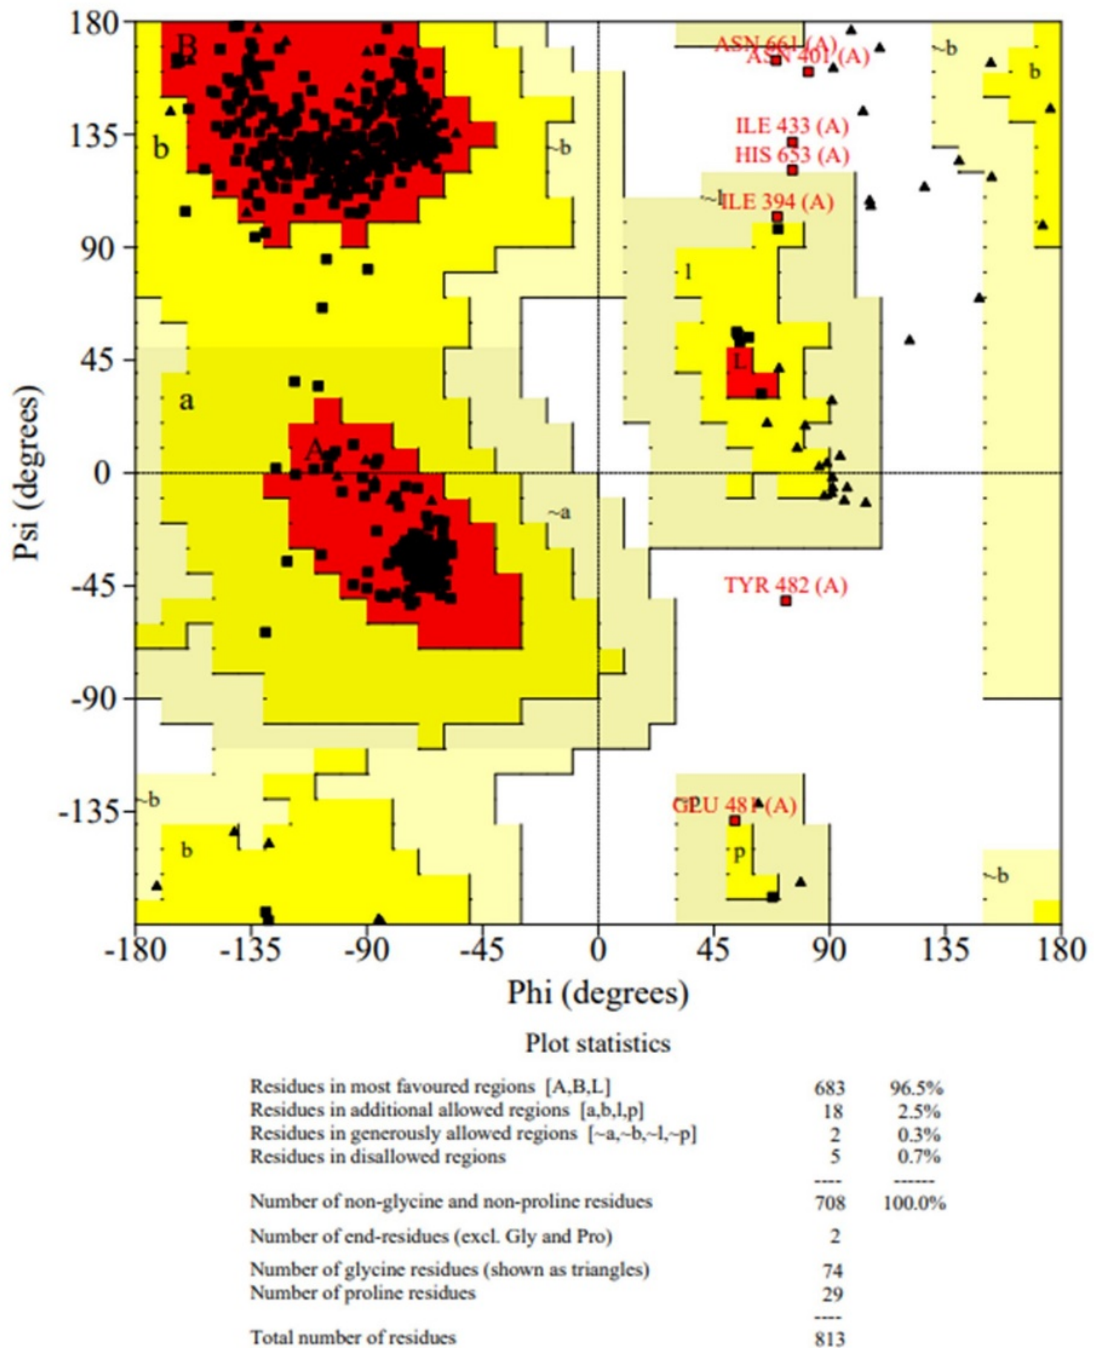 180
B
ASN 661 (A)
ASN 401 (A)
~b
b
135
b
~b
ILE 433 (A)
HIS 653 (A)
~l
ILE 394 (A)
90
l
45
L
a
A
0
~a
-45
TYR 482 (A)
-90
~b
~p
GLU 481 (A)
-135
b
p
~b
-180 -135 -90 -45 0 45 90 135 180
Psi (degrees)
Phi (degrees)
Plot statistics
Residues in most favoured regions [A,B,L] 683 96.5%
Residues in additional allowed regions [a,b,l,p] 18 2.5%
Residues in generously allowed regions [~a,~b,~l,~p] 2 0.3%
Residues in disallowed regions 5 0.7%
---- ------
Number of non-glycine and non-proline residues 708 100.0%
Number of end-residues (excl. Gly and Pro) 2
Number of glycine residues (shown as triangles) 74
Number of proline residues 29
----
Total number of residues 813